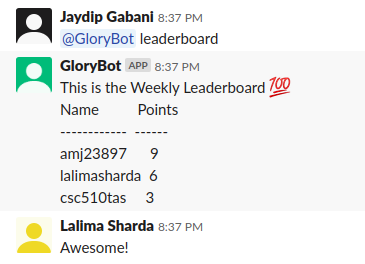 Jaydip Gabani 8:37 PM
@GloryBot leaderboard
GloryBot APP 8:37 PM
This is the Weekly Leaderboard 💯
Name Points
------------ ------
amj23897 9
lalimasharda 6
csc510tas 3
Lalima Sharda 8:37 PM
Awesome!